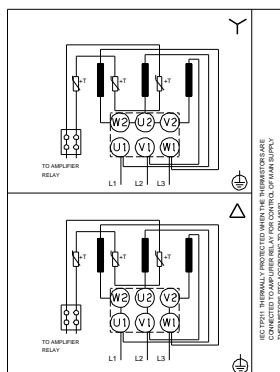 +T
+T
+T
W2 U2 V2
U1 V1 W1
TO AMPLIFIER
RELAY
L1 L2 L3
+T
+T
+T
W2 U2 V2
U1 V1 W1
TO AMPLIFIER
RELAY
L1 L2 L3
IEC TP211 THERMALLY PROTECTED WHEN THE THERMISTORS ARE
CONNECTED TO AMPLIFIER RELAY FOR CONTROL OF MAIN SUPPLY